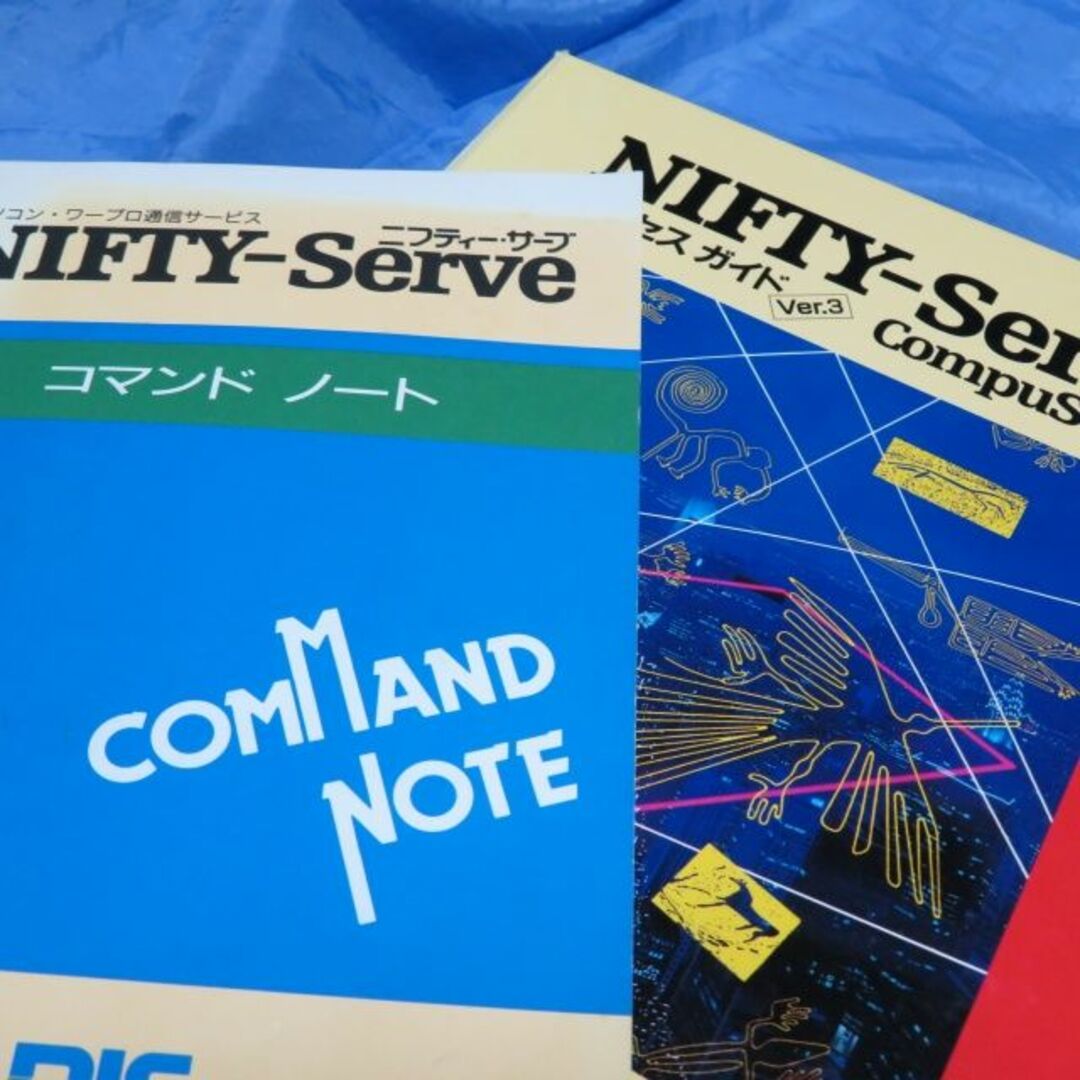 ソコン・ワープロ通信サービス
ニフティー・サーブ
NIFTY-Serve
コマンド ノート
COMMAND
NOTE
NIFTY-Ser
セス ガイド
Ver.3
Compus